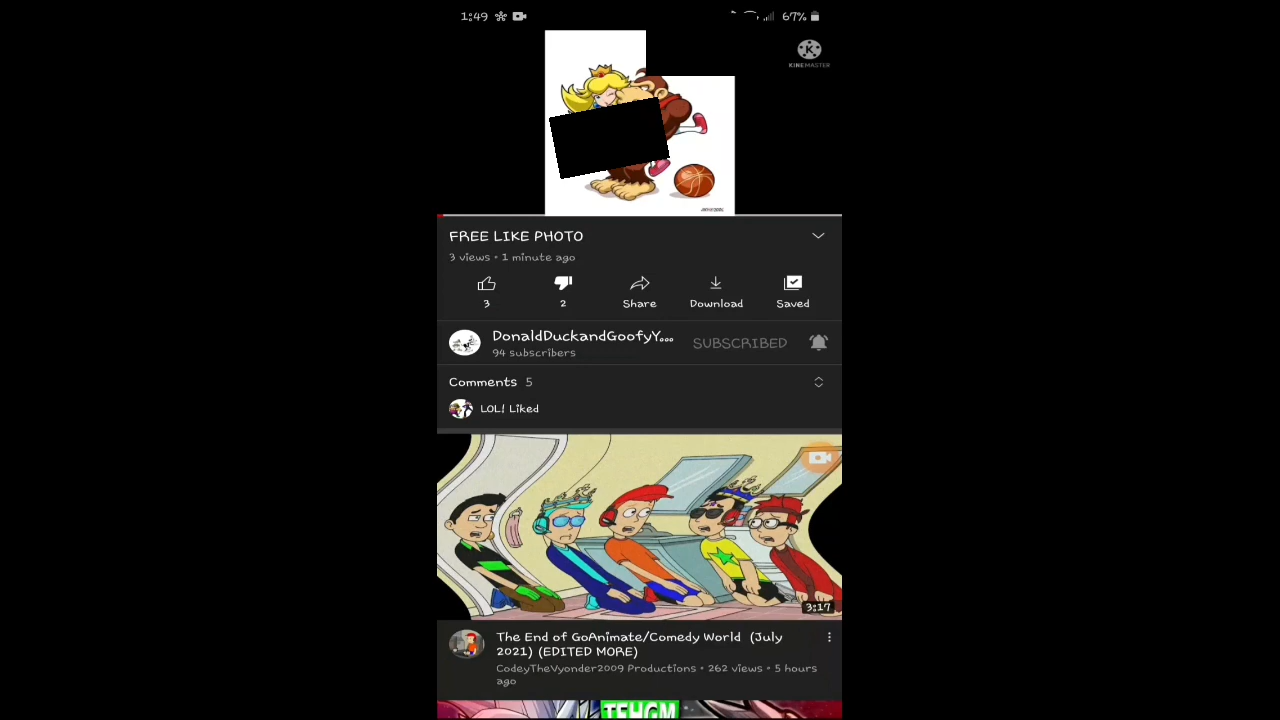 1:49
67%
K
KINEMASTER
FREE LIKE PHOTO
3 views • 1 minute ago
3
2
Share
Download
Saved
DonaldDuckandGoofyY...
SUBSCRIBED
94 subscribers
Comments 5
LOL! Liked
3:17
The End of GoAnimate/Comedy World (July
2021) (EDITED MORE)
CodeyTheVyonder2009 Productions • 262 views • 5 hours
ago